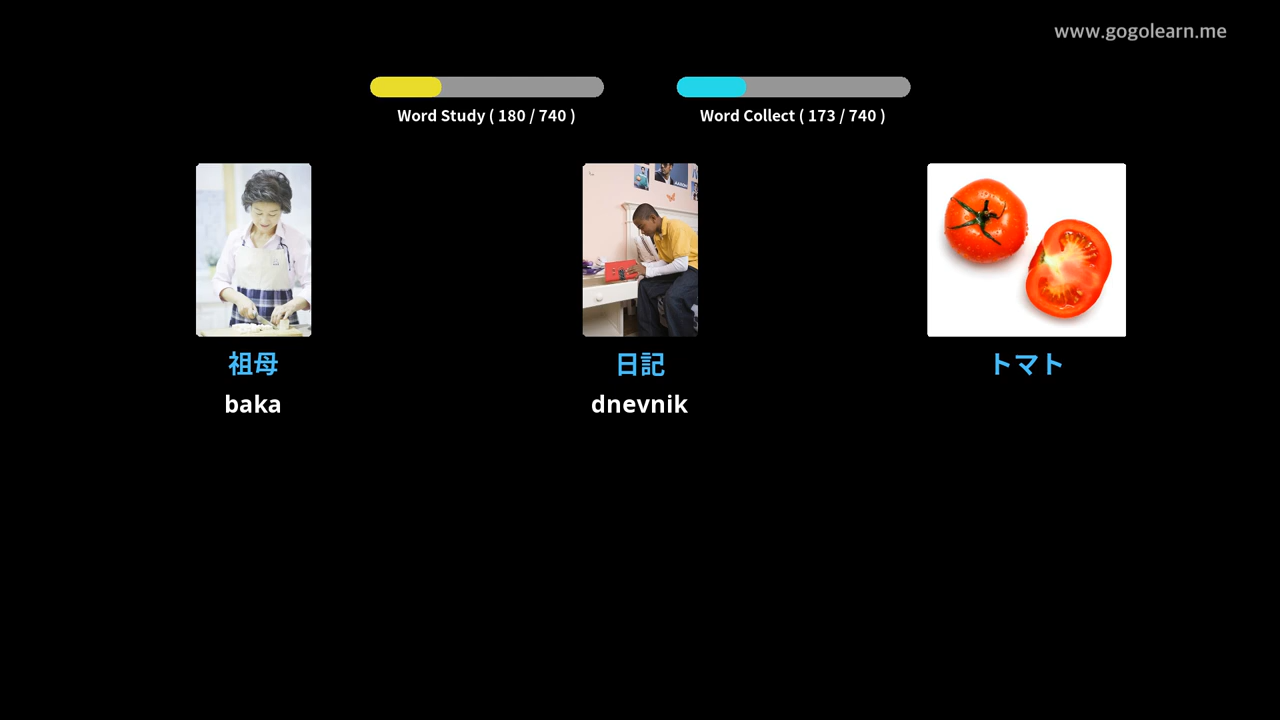 www.gogolearn.me
Word Study ( 180 / 740 )
Word Collect ( 173 / 740 )
祖母
日記
トマト
baka
dnevnik